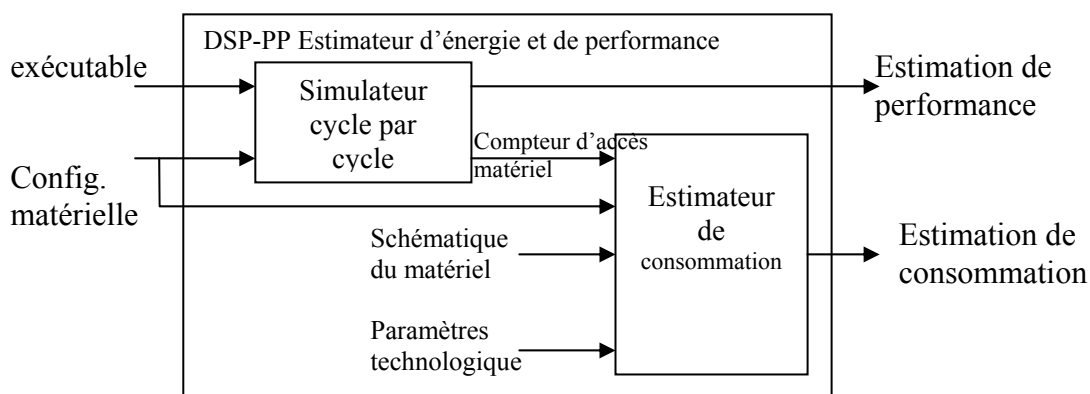 DSP-PP Estimateur d'énergie et de performance
exécutable
Simulateur
cycle par
cycle
Estimation de
performance
Compteur d'accès
matériel
Config.
matérielle
Estimateur
de
consommation
Schématique
du matériel
Estimation de
consommation
Paramètres
technologique